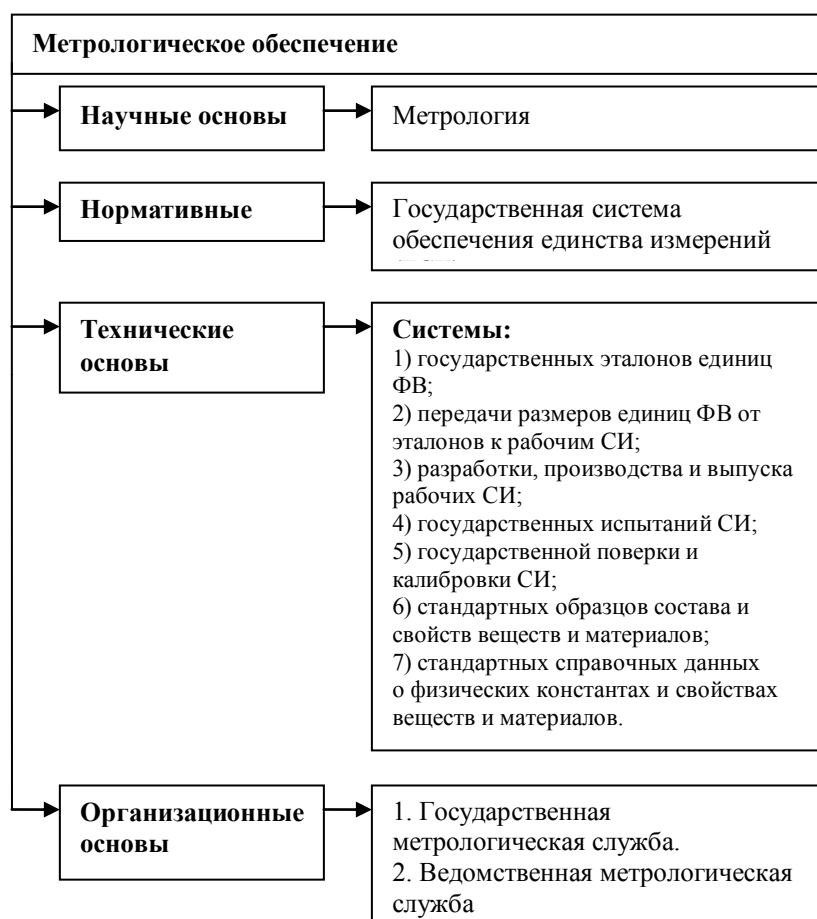 Метрологическое обеспечение
Научные основы
Метрология
Нормативные
Государственная система
обеспечения единства измерений
Технические
основы
Системы:
1) государственных эталонов единиц
ФВ;
2) передачи размеров единиц ФВ от
эталонов к рабочим СИ;
3) разработки, производства и выпуска
рабочих СИ;
4) государственных испытаний СИ;
5) государственной поверки и
калибровки СИ;
6) стандартных образцов состава и
свойств веществ и материалов;
7) стандартных справочных данных
о физических константах и свойствах
веществ и материалов.
Организационные
основы
1. Государственная
метрологическая служба.
2. Ведомственная метрологическая
служба